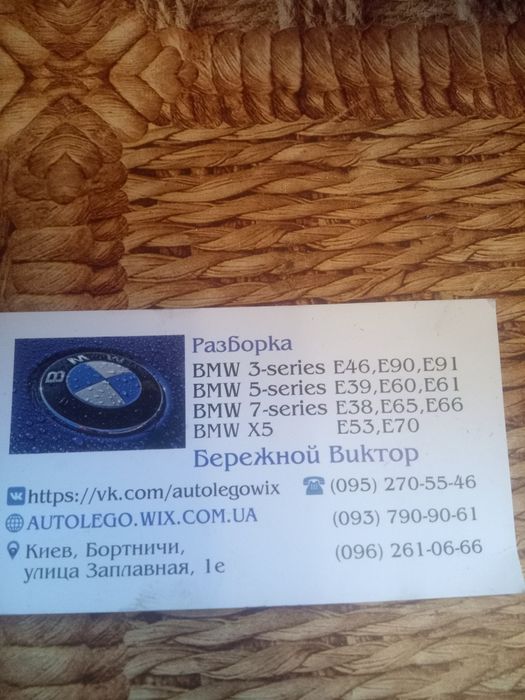 BMW
Разборка
BMW 3-series E46,E90,E91
BMW 5-series E39,E60,E61
BMW 7-series E38,E65,E66
BMW X5 E53,E70
Бережной Виктор
https://vk.com/autolegowix
(095) 270-55-46
AUTOLEGO.WIX.COM.UA
(093) 790-90-61
Киев, Бортничи,
улица Заплавная, 1е
(096) 261-06-66